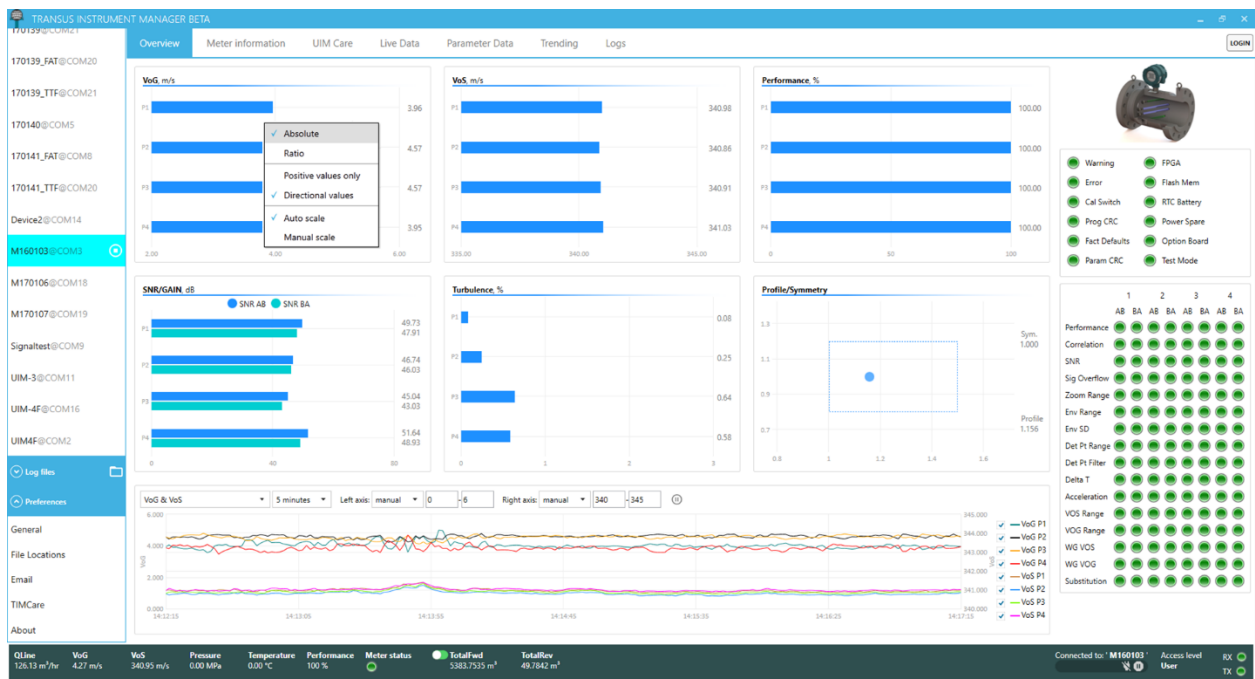 TRANSUS INSTRUMENT MANAGER BETA
170139@COM21
170139_FAT@COM20
170139_TTF@COM21
170140@COM5
170141_FAT@COM8
170141_TTF@COM20
Device2@COM14
M160103@COM3
M170106@COM18
M170107@COM19
Signaltest@COM9
UIM-3@COM11
UIM-4F@COM16
UIM4F@COM2
Log files
Preferences
General
File Locations
Email
TIMCare
About
Overview Meter information UIM Care Live Data Parameter Data Trending Logs
LOGIN
VoG, m/s
P1 3.96
P2 4.57
P3 4.57
P4 3.95
2.00 4.00 6.00
Absolute
Ratio
Positive values only
Directional values
Auto scale
Manual scale
VoS, m/s
P1 340.98
P2 340.86
P3 340.91
P4 341.03
335.00 340.00 345.00
Performance, %
P1 100.00
P2 100.00
P3 100.00
P4 100.00
0 50 100
SNR/GAIN, dB
SNR AB SNR BA
P1 49.73
47.91
P2 46.74
46.03
P3 45.04
43.03
P4 51.64
48.93
0 40 80
Turbulence, %
P1 0.08
P2 0.25
P3 0.64
P4 0.58
0 1 2 3
Profile/Symmetry
1.3
1.1
0.9
0.7
0.8 1 1.2 1.4 1.6
Sym.
1.000
Profile
1.156
VoG & VoS 5 minutes Left axis: manual 0 - 6 Right axis: manual 340 - 345
6.000
4.000
2.000
0.000
VoG
345.000
344.000
343.000
342.000
341.000
340.000
VoS
14:12:15 14:13:05 14:13:55 14:14:45 14:15:35 14:16:25 14:17:15
VoG P1
VoG P2
VoG P3
VoG P4
VoS P1
VoS P2
VoS P3
VoS P4
Warning FPGA
Error Flash Mem
Cal Switch RTC Battery
Prog CRC Power Spare
Fact Defaults Option Board
Param CRC Test Mode
1 2 3 4
AB BA AB BA AB BA AB BA
Performance
Correlation
SNR
Sig Overflow
Zoom Range
Env Range
Env SD
Det Pt Range
Det Pt Filter
Delta T
Acceleration
VOS Range
VOG Range
WG VOS
WG VOG
Substitution
QLine VoG VoS Pressure Temperature Performance Meter status TotalFwd TotalRev
126.13 m³/hr 4.27 m/s 340.95 m/s 0.00 MPa 0.00 °C 100 % 5383.7535 m³ 49.7842 m³
Connected to: ' M160103 ' Access level RX
User TX